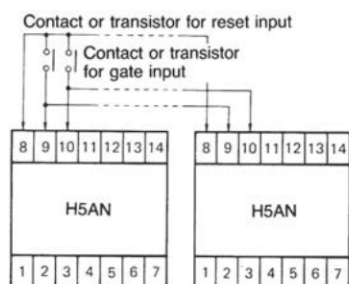 Contact or transistor for reset input
Contact or transistor
for gate input
8 9 10 11 12 13 14
8 9 10 11 12 13 14
H5AN
H5AN
1 2 3 4 5 6 7
1 2 3 4 5 6 7